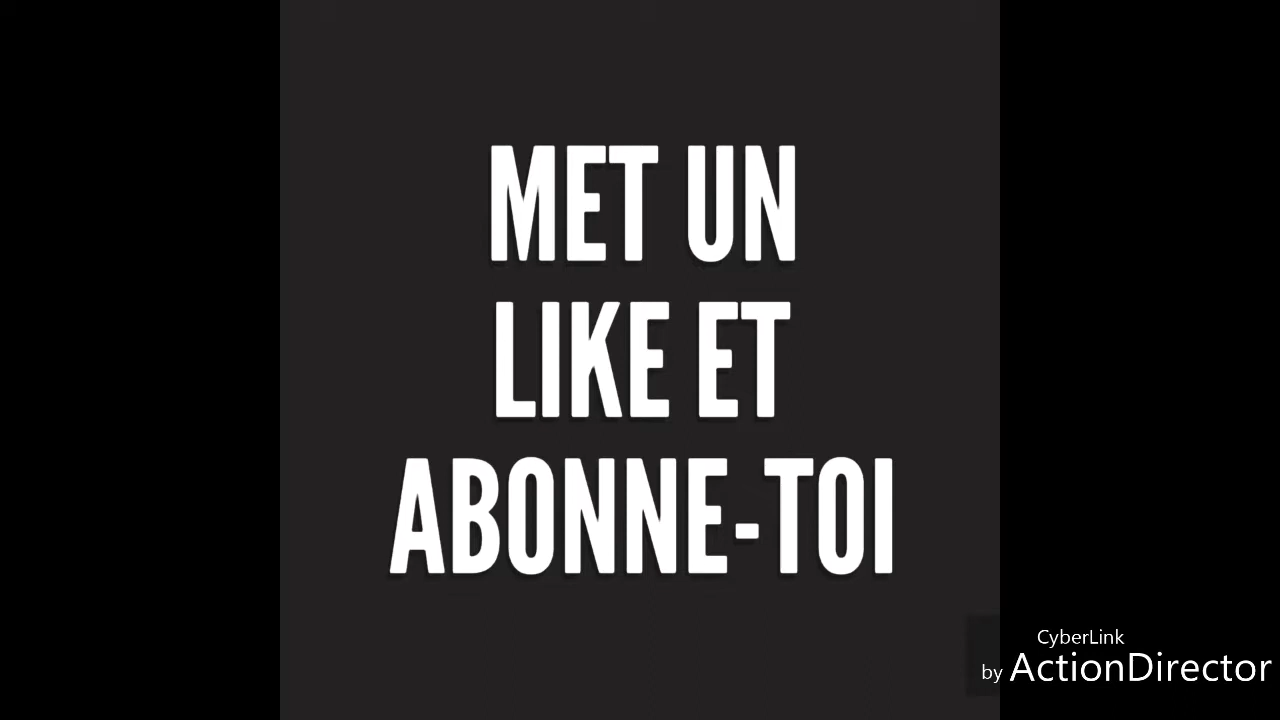 MET UN
LIKE ET
ABONNE-TOI
CyberLink
by ActionDirector